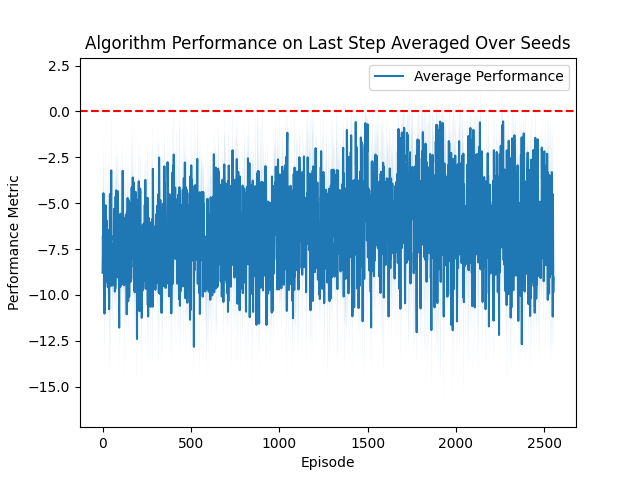 Algorithm Performance on Last Step Averaged Over Seeds
Average Performance
Performance Metric
2.5
0.0
−2.5
−5.0
−7.5
−10.0
−12.5
−15.0
0 500 1000 1500 2000 2500
Episode